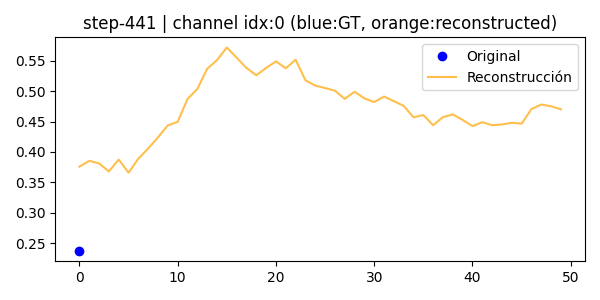 step-441 | channel idx:0 (blue:GT, orange:reconstructed)
Original
Reconstrucción
0.55
0.50
0.45
0.40
0.35
0.30
0.25
0 10 20 30 40 50